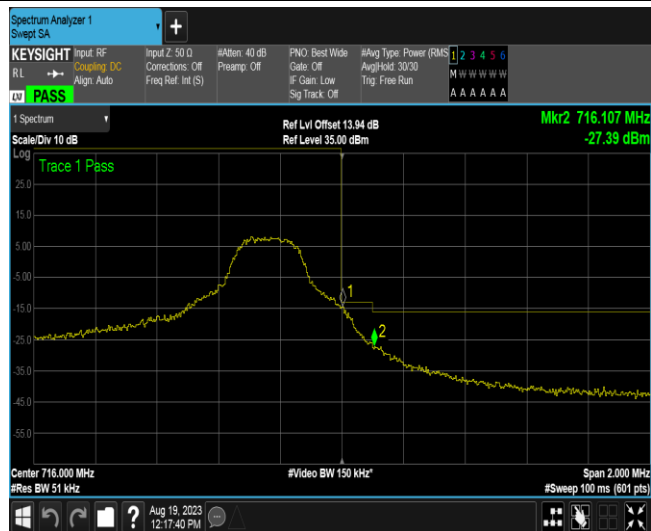 Spectrum Analyzer 1
Swept SA
+
KEYSIGHT
RL
LXI
PASS
Input: RF
Coupling: DC
Align: Auto
Input Z: 50 Ω
Corrections: Off
Freq Ref: Int (S)
#Atten: 40 dB
Preamp: Off
PNO: Best Wide
Gate: Off
IF Gain: Low
Sig Track: Off
#Avg Type: Power (RMS
Avg|Hold: 30/30
Trig: Free Run
1 2 3 4 5 6
M W W W W W
A A A A A A
1 Spectrum
Scale/Div 10 dB
Ref Lvl Offset 13.94 dB
Ref Level 35.00 dBm
Mkr2 716.107 MHz
-27.39 dBm
Log
Trace 1 Pass
25.0
15.0
5.00
-5.00
-15.0
-25.0
-35.0
-45.0
-55.0
1
2
Center 716.000 MHz
#Res BW 51 kHz
#Video BW 150 kHz*
Span 2.000 MHz
#Sweep 100 ms (601 pts)
?
Aug 19, 2023
12:17:40 PM